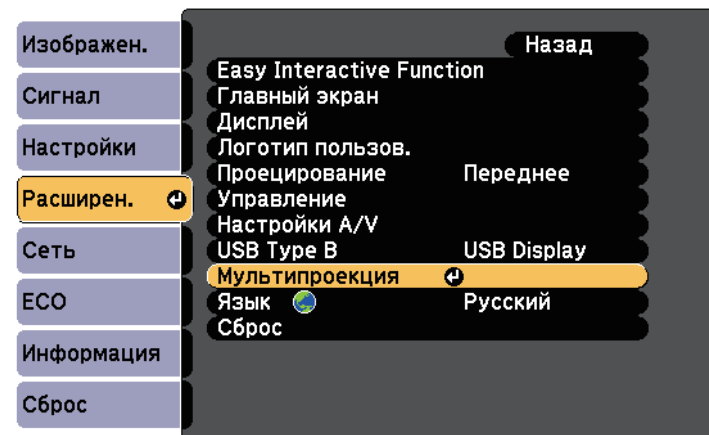 Изображен.
Сигнал
Настройки
Расширен.
Сеть
ECO
Информация
Сброс
Назад
Easy Interactive Function
Главный экран
Дисплей
Логотип пользов.
Проецирование Переднее
Управление
Настройки A/V
USB Type B USB Display
Мультипроекция
Язык Русский
Сброс